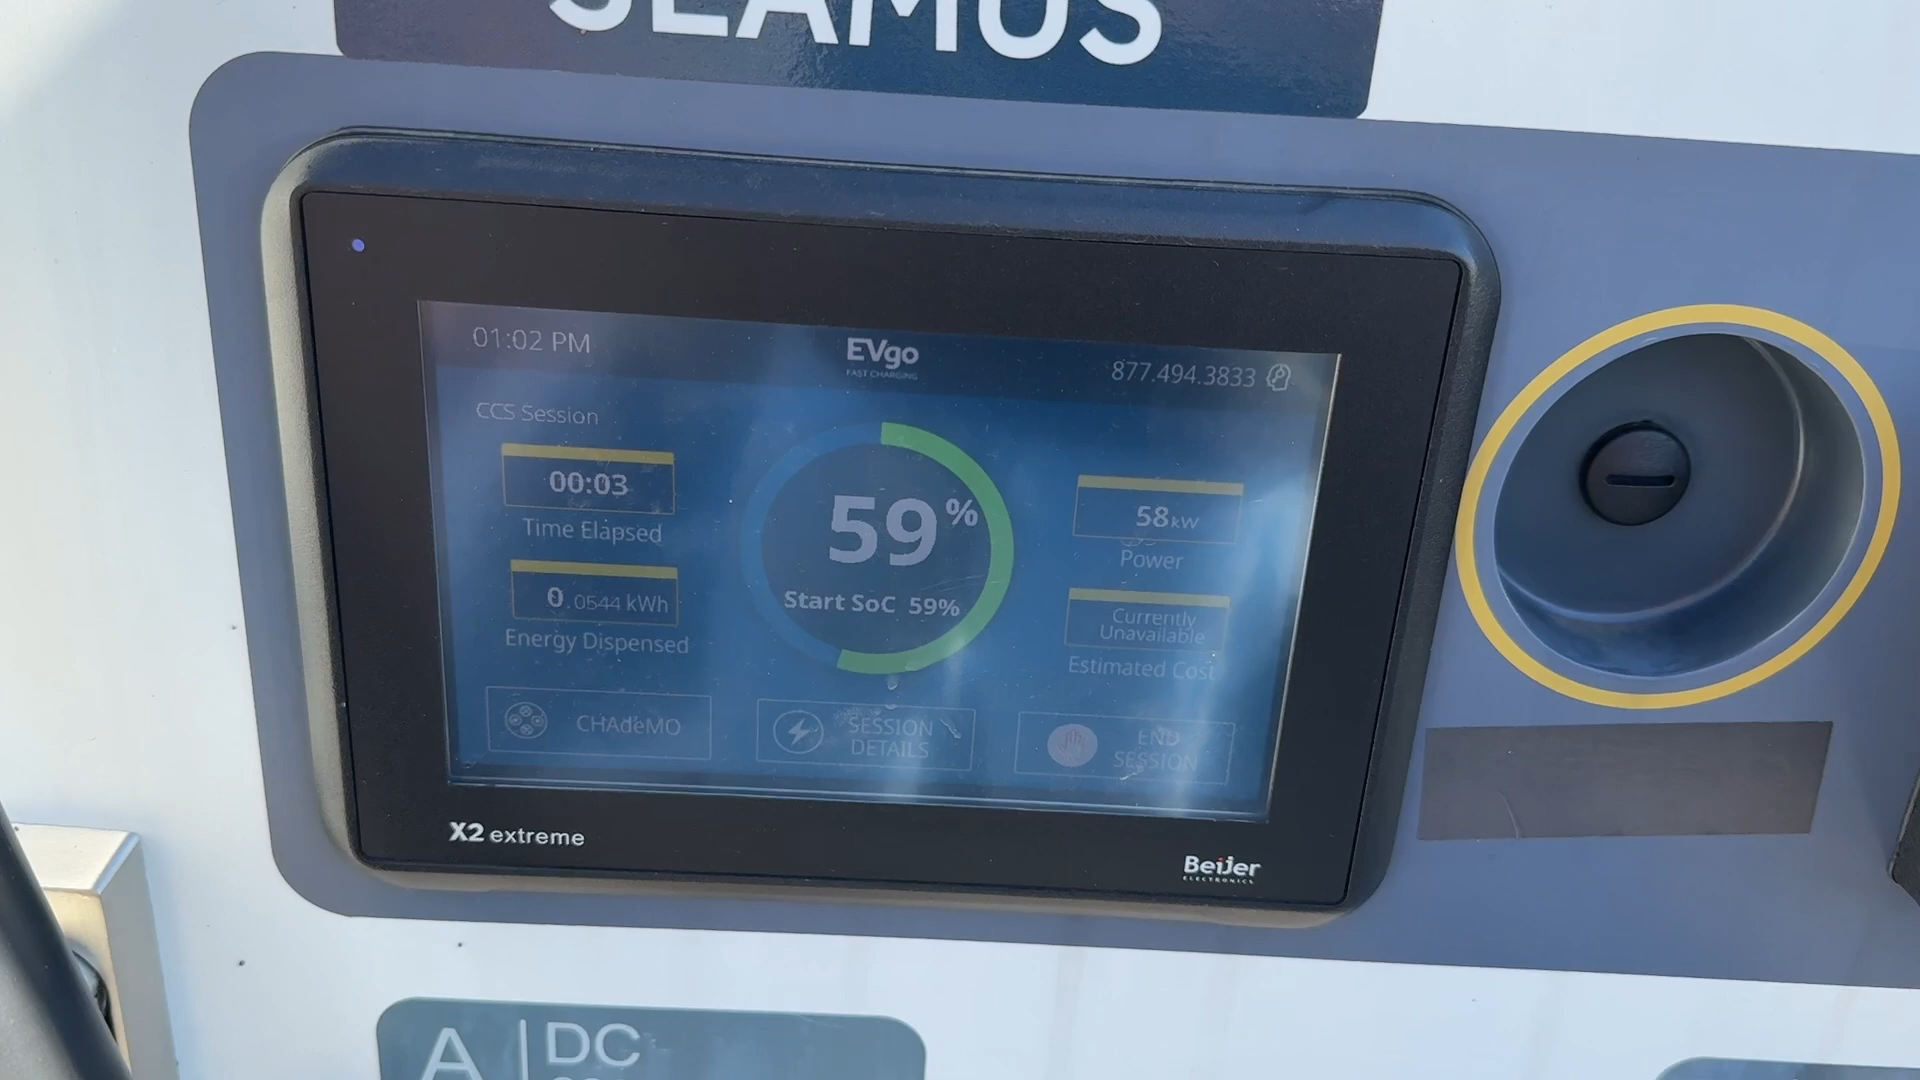 SEAMUS
01:02 PM
EVgo
FAST CHARGING
877.494.3833
CCS Session
00:03
Time Elapsed
0.0544 kWh
Energy Dispensed
59%
Start SoC 59%
58 kW
Power
Currently
Unavailable
Estimated Cost
CHAdeMO
SESSION
DETAILS
END
SESSION
X2 extreme
Beijer
ELECTRONICS
A
DC